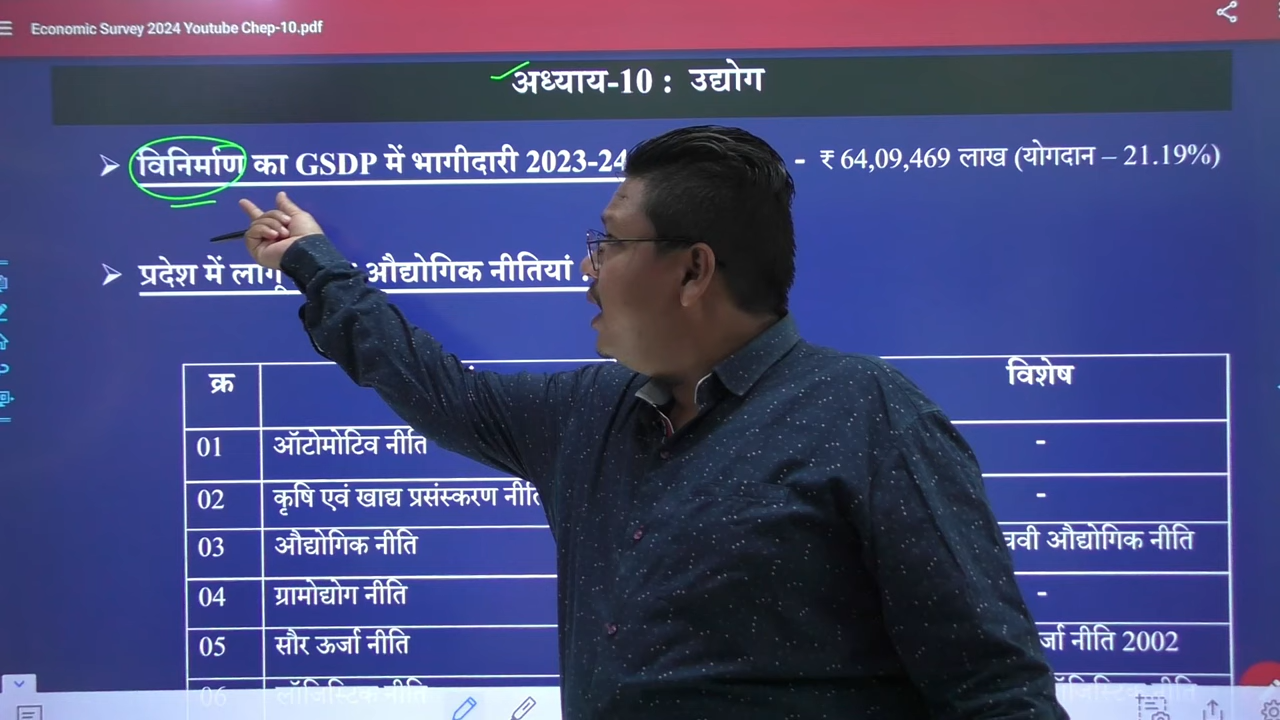 Economic Survey 2024 Youtube Chep-10.pdf
अध्याय-10 : उद्योग
विनिर्माण का GSDP में भागीदारी 2023-24 - ₹ 64,09,469 लाख (योगदान – 21.19%)
प्रदेश में औद्योगिक नीतियां
क्र विशेष
01 ऑटोमोटिव नीति -
02 कृषि एवं खाद्य प्रसंस्करण -
03 औद्योगिक नीति औद्योगिक नीति
04 ग्रामोद्योग नीति -
05 सौर ऊर्जा नीति नीति 2002
06 लॉजिस्टिक नीति नीति